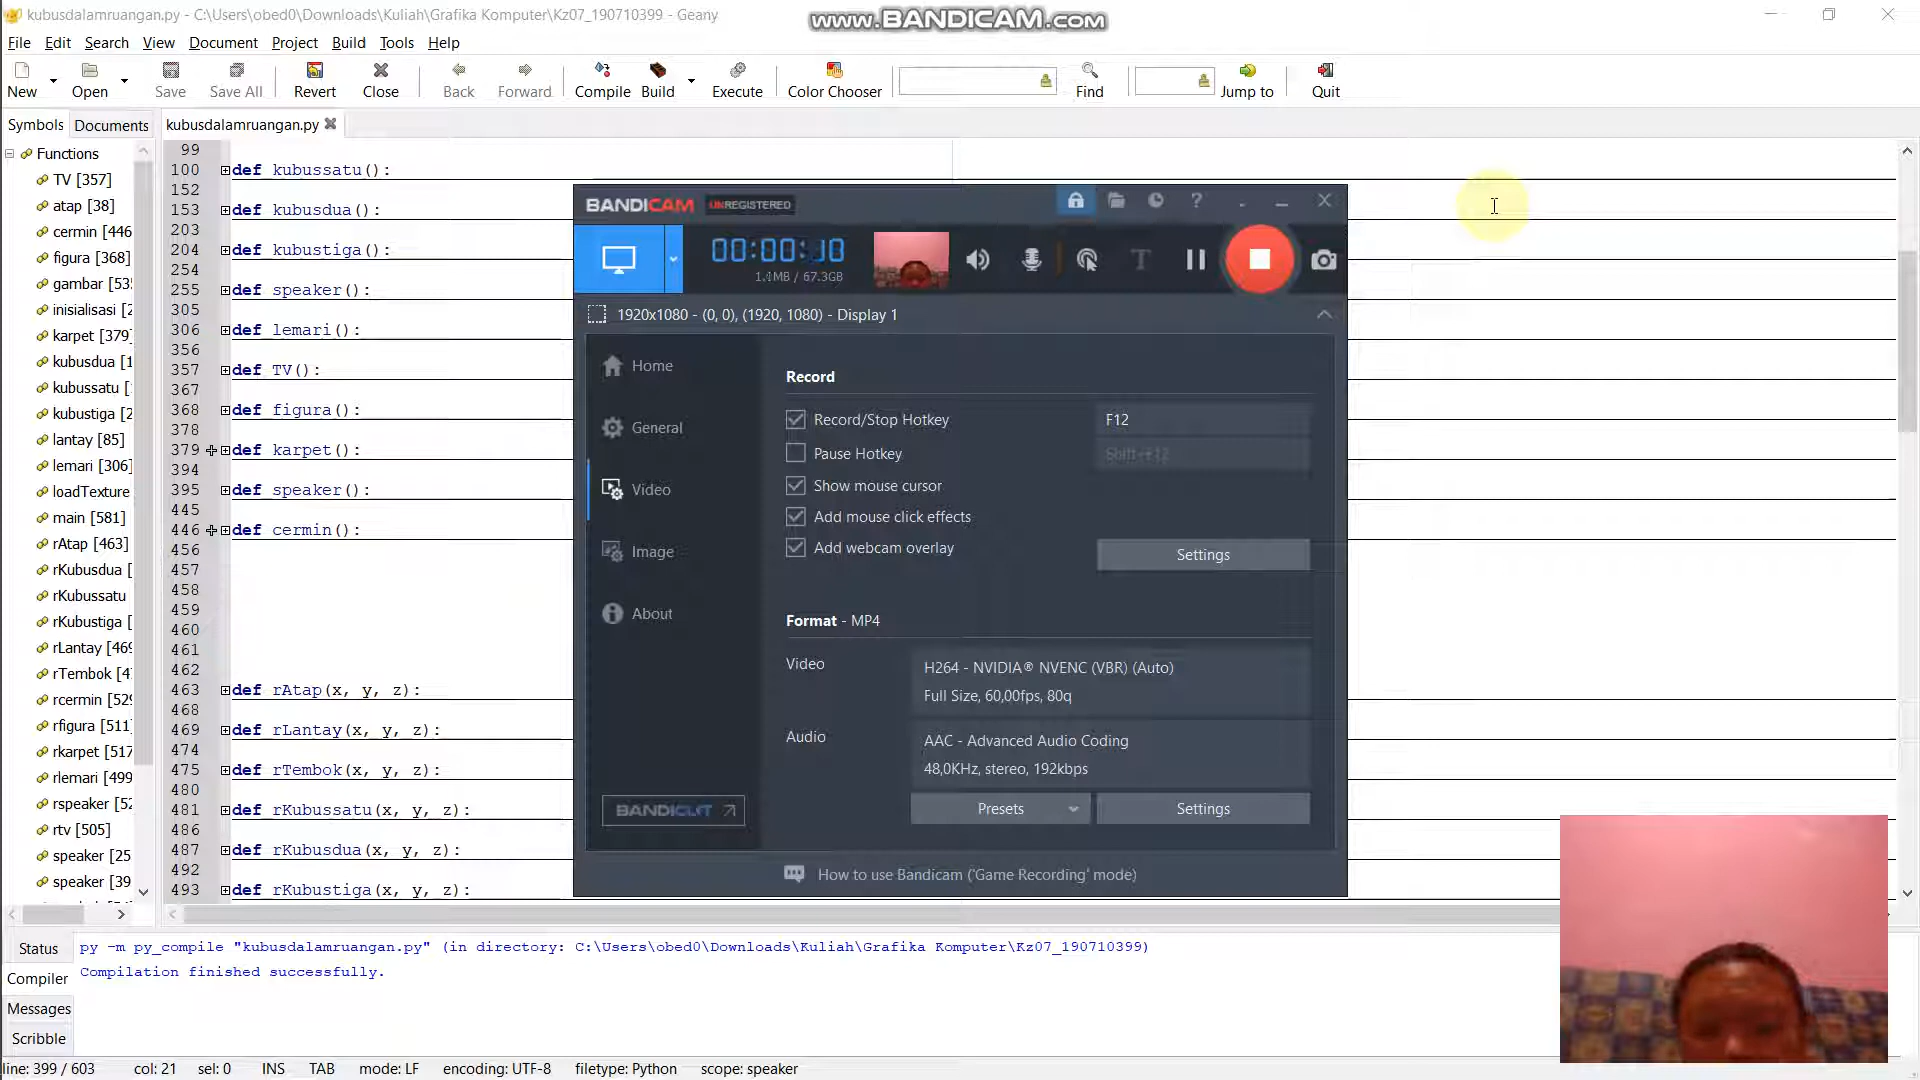 kubusdalamruangan.py - C:\Users\obed0\Downloads\Kuliah\Grafika Komputer\Kz07_190710399 - Geany
www.BANDICAM.com
File Edit Search View Document Project Build Tools Help
New Open Save Save All Revert Close Back Forward Compile Build Execute Color Chooser Find Jump to Quit
Symbols Documents kubusdalamruangan.py
Functions
TV [357]
atap [38]
cermin [446
figura [368]
gambar [535
inisialisasi [2
karpet [379]
kubusdua [1
kubussatu [
kubustiga [2
lantay [85]
lemari [306]
loadTexture
main [581]
rAtap [463]
rKubusdua
rKubussatu
rKubustiga [
rLantay [469
rTembok [47
rcermin [529
rfigura [511]
rkarpet [517
rlemari [499
rspeaker [52
rtv [505]
speaker [25
speaker [39
99
100 def kubussatu():
152
153 def kubusdua():
203
204 def kubustiga():
254
255 def speaker():
305
306 def lemari():
356
357 def TV():
367
368 def figura():
378
379 def karpet():
394
395 def speaker():
445
446 def cermin():
456
457
458
459
460
461
462
463 def rAtap(x, y, z):
468
469 def rLantay(x, y, z):
474
475 def rTembok(x, y, z):
480
481 def rKubussatu(x, y, z):
486
487 def rKubusdua(x, y, z):
492
493 def rKubustiga(x, y, z):
BANDICAM UNREGISTERED
00:00:10
1.1MB / 67.3GB
1920x1080 - (0, 0), (1920, 1080) - Display 1
Home
General
Video
Image
About
BANDICUT
Record
Record/Stop Hotkey F12
Pause Hotkey Shift+F12
Show mouse cursor
Add mouse click effects
Add webcam overlay Settings
Format - MP4
Video H264 - NVIDIA® NVENC (VBR) (Auto)
Full Size, 60,00fps, 80q
Audio AAC - Advanced Audio Coding
48,0KHz, stereo, 192kbps
Presets Settings
How to use Bandicam ('Game Recording' mode)
Status
Compiler
Messages
Scribble
py -m py_compile "kubusdalamruangan.py" (in directory: C:\Users\obed0\Downloads\Kuliah\Grafika Komputer\Kz07_190710399)
Compilation finished successfully.
line: 399 / 603 col: 21 sel: 0 INS TAB mode: LF encoding: UTF-8 filetype: Python scope: speaker